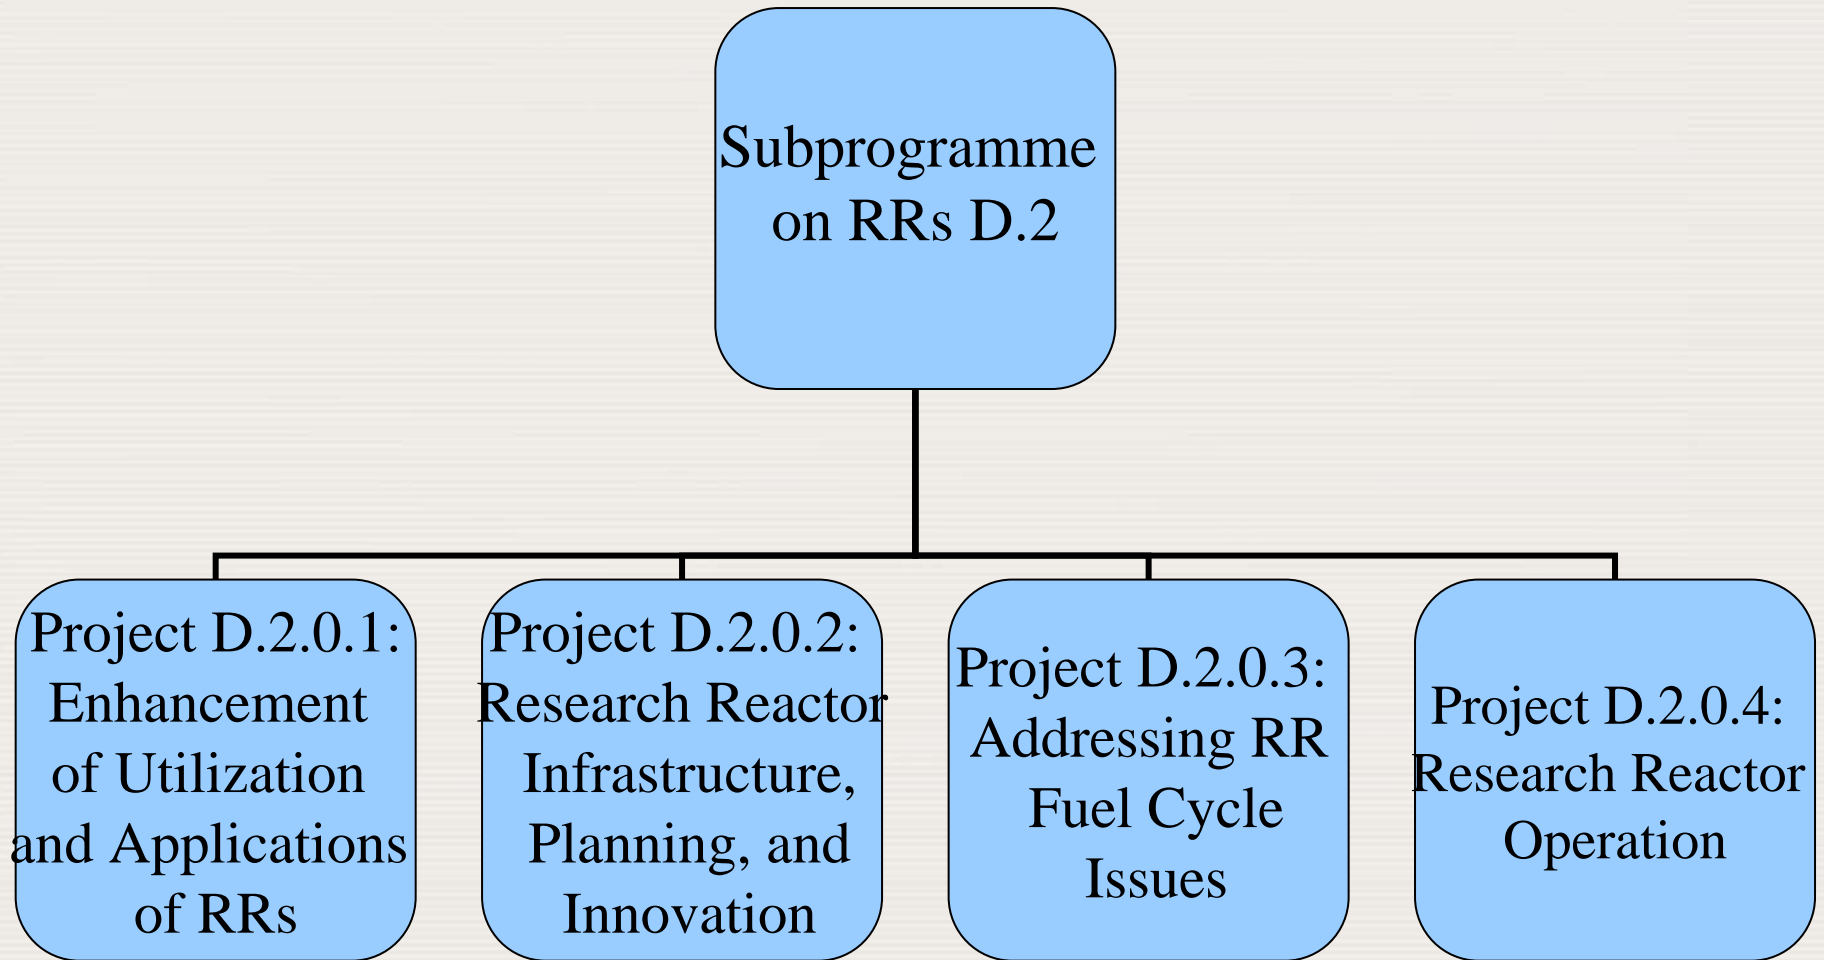 Subprogramme
on RRs D.2
Project D.2.0.1:
Enhancement
of Utilization
and Applications
of RRs
Project D.2.0.2:
Research Reactor
Infrastructure,
Planning, and
Innovation
Project D.2.0.3:
Addressing RR
Fuel Cycle
Issues
Project D.2.0.4:
Research Reactor
Operation